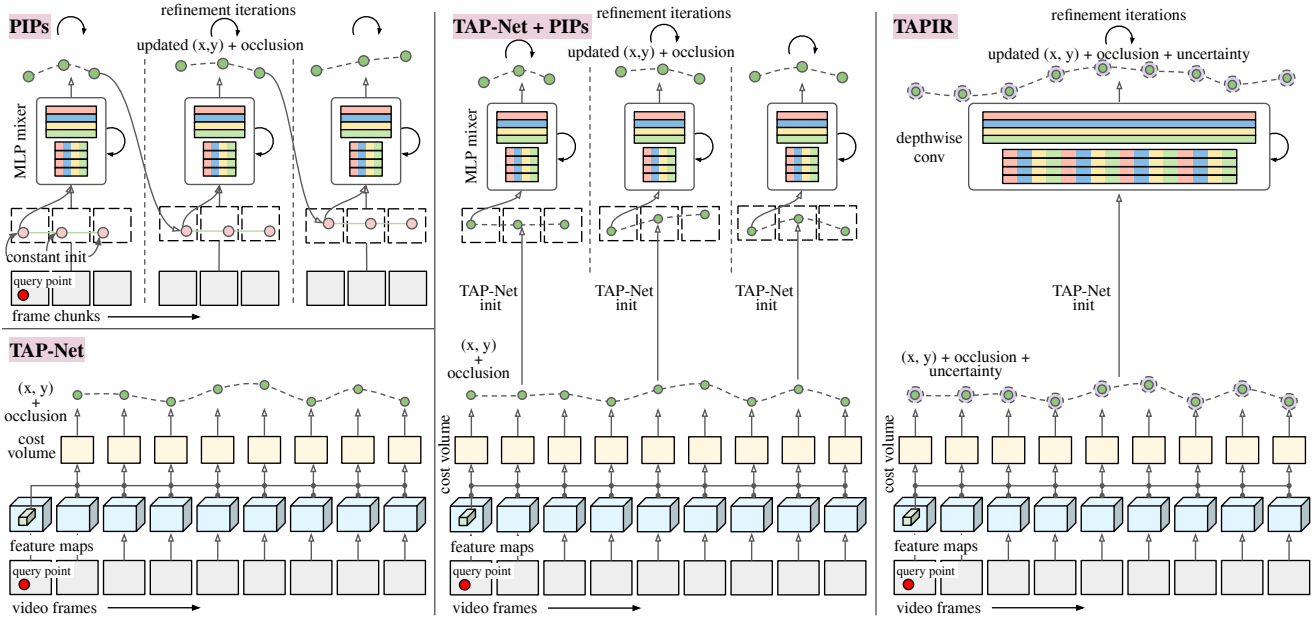 PIPs
refinement iterations
updated (x,y) + occlusion
MLP mixer
constant init
query point
frame chunks
TAP-Net
(x, y)
+
occlusion
cost
volume
feature maps
query point
video frames
TAP-Net + PIPs
refinement iterations
updated (x,y) + occlusion
MLP mixer
TAP-Net
init
TAP-Net
init
TAP-Net
init
(x, y)
+
occlusion
cost volume
feature maps
query point
video frames
TAPIR
refinement iterations
updated (x, y) + occlusion + uncertainty
depthwise
conv
TAP-Net
init
(x, y) + occlusion +
uncertainty
cost volume
feature maps
query point
video frames